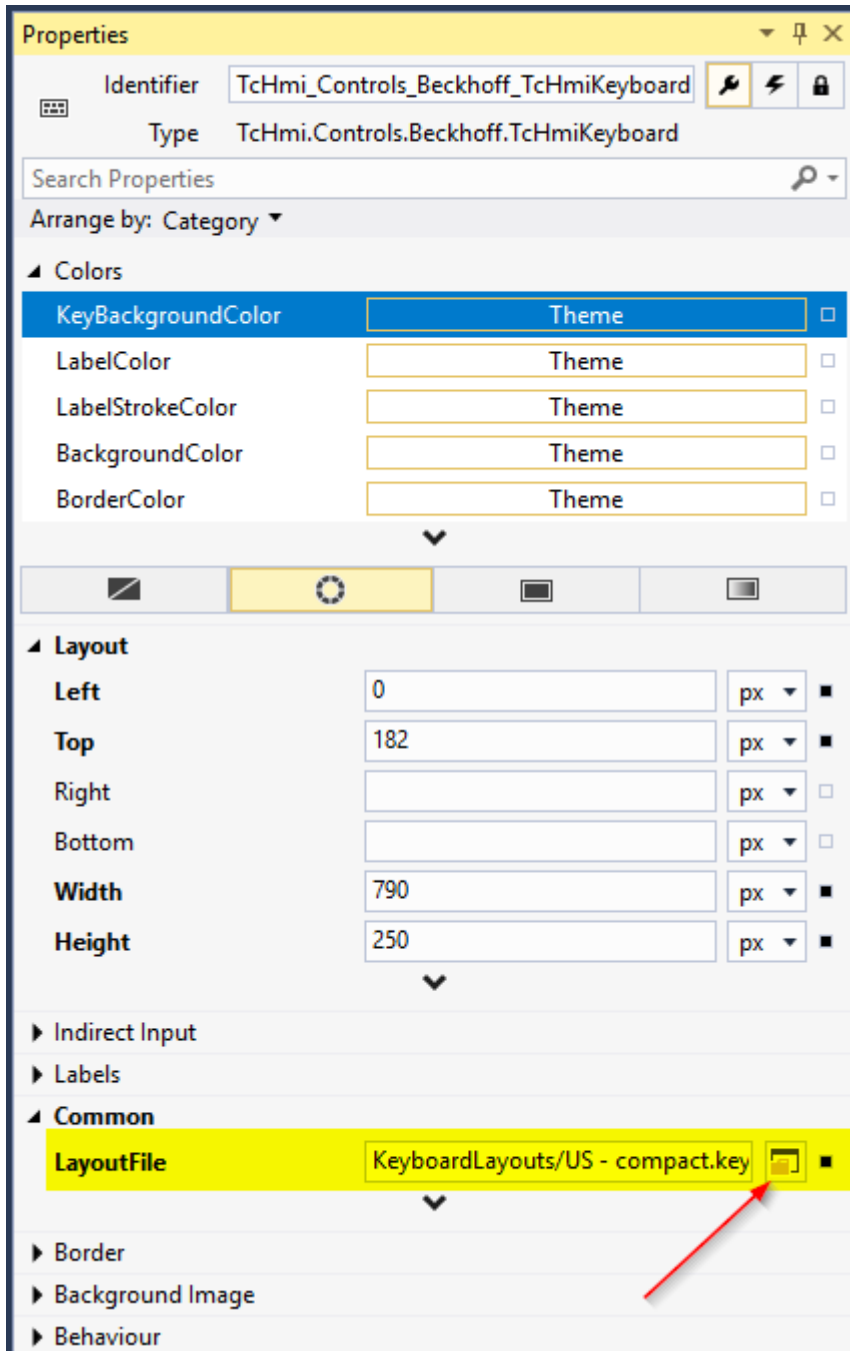 Properties
Identifier TcHmi_Controls_Beckhoff_TcHmiKeyboard
Type TcHmi.Controls.Beckhoff.TcHmiKeyboard
Search Properties
Arrange by: Category
Colors
KeyBackgroundColor Theme
LabelColor Theme
LabelStrokeColor Theme
BackgroundColor Theme
BorderColor Theme
Layout
Left 0 px
Top 182 px
Right px
Bottom px
Width 790 px
Height 250 px
Indirect Input
Labels
Common
LayoutFile KeyboardLayouts/US - compact.key
Border
Background Image
Behaviour